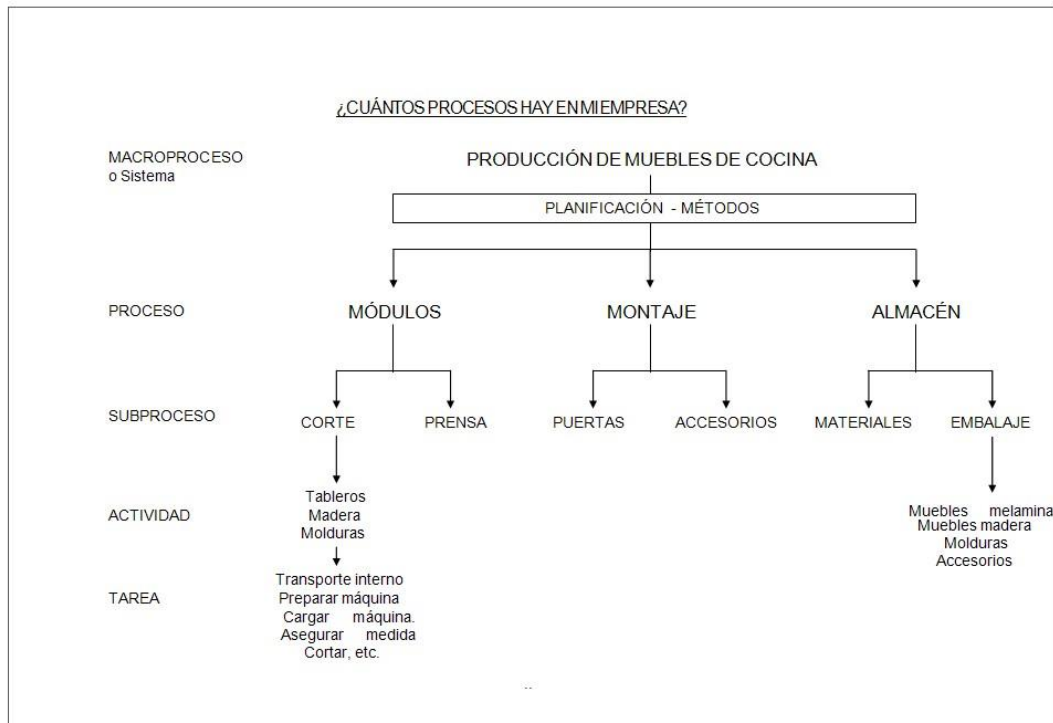 ¿,CUÁNTOS PROCESOS HAY EN MI EMPRESA?
MACROPROCESO
o Sistema
PRODUCCIÓN DE MUEBLES DE COCINA
PLANIFICACIÓN - MÉTODOS
PROCESO
MÓDULOS
MONTAJE
ALMACÉN
SUBPROCESO
CORTE
PRENSA
PUERTAS
ACCESORIOS
MATERIALES
EMBALAJE
ACTIVIDAD
Tableros
Madera
Molduras
Muebles melamina
Muebles madera
Molduras
Accesorios
TAREA
Transporte interno
Preparar máquina
Cargar máquina.
Asegurar medida
Cortar, etc.
..